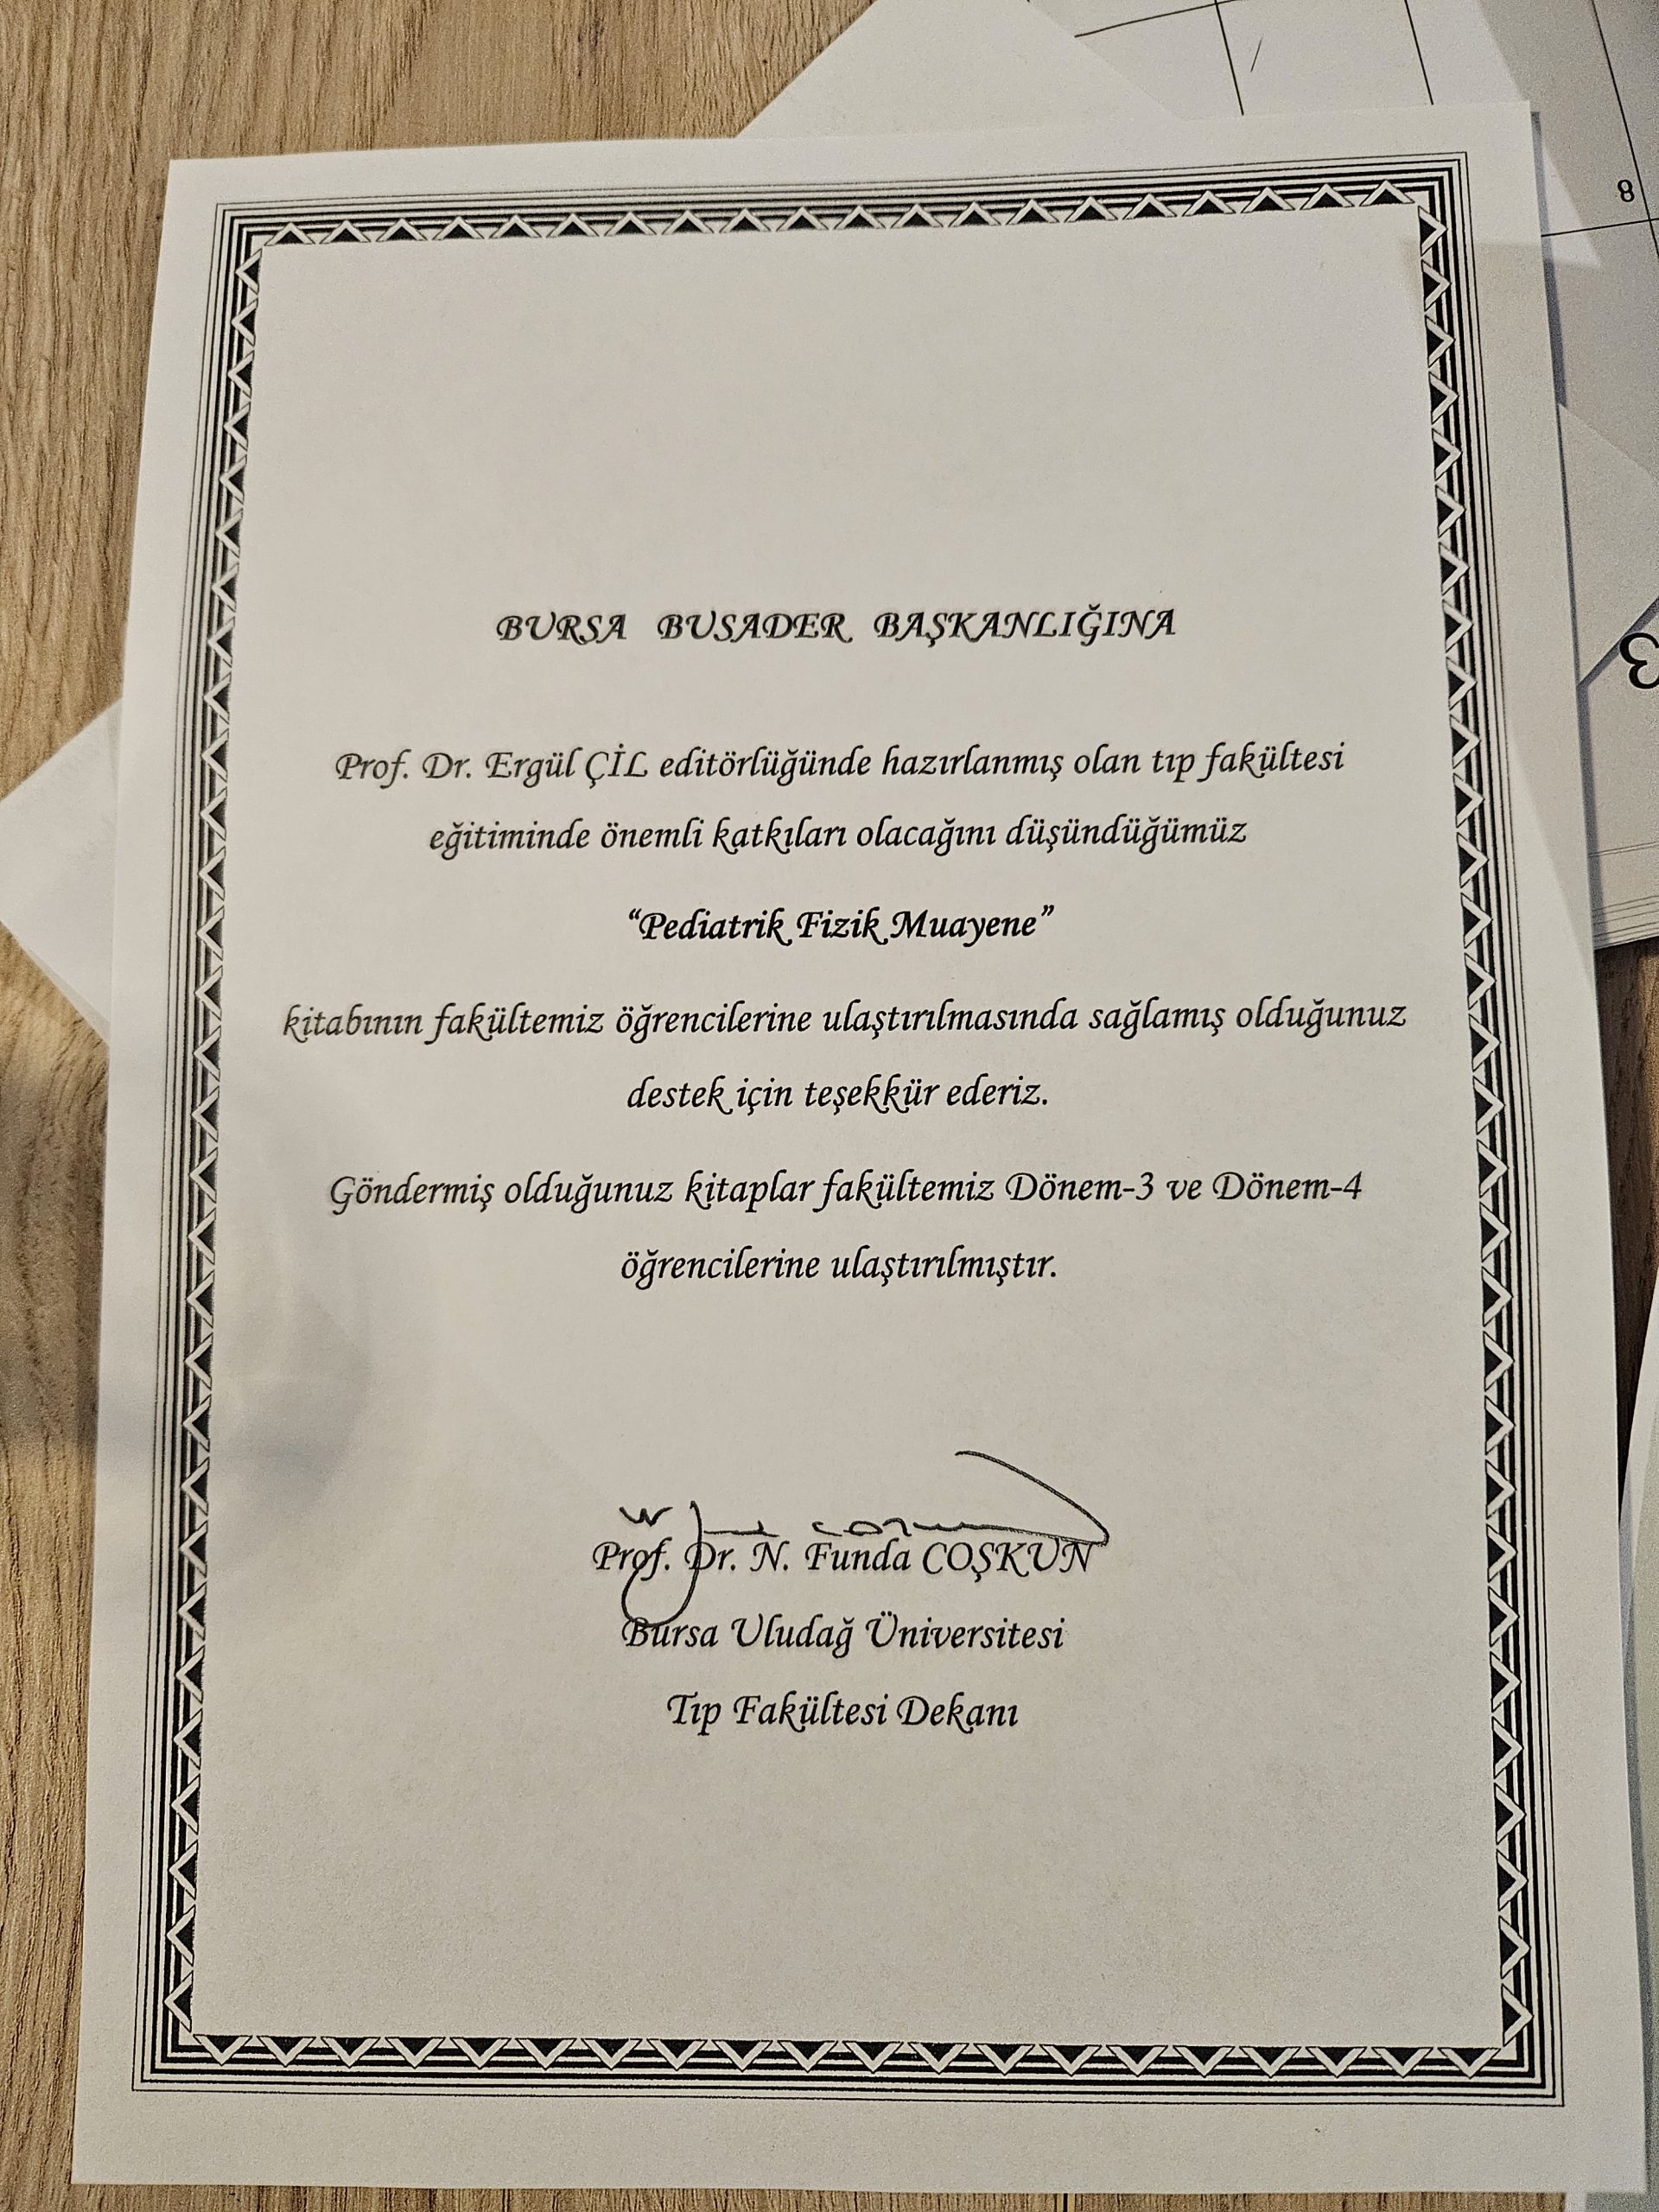 BURSA BUSADER BAŞKANLIĞINA
Prof. Dr. Ergül ÇİL editörlüğünde hazırlanmış olan tıp fakültesi
eğitiminde önemli katkıları olacağını düşündüğümüz
“Pediatrik Fizik Muayene”
kitabının fakültemiz öğrencilerine ulaştırılmasında sağlamış olduğunuz
destek için teşekkür ederiz.
Göndermiş olduğunuz kitaplar fakültemiz Dönem-3 ve Dönem-4
öğrencilerine ulaştırılmıştır.
Prof. Dr. N. Funda COŞKUN
Bursa Uludağ Üniversitesi
Tıp Fakültesi Dekanı
8
3